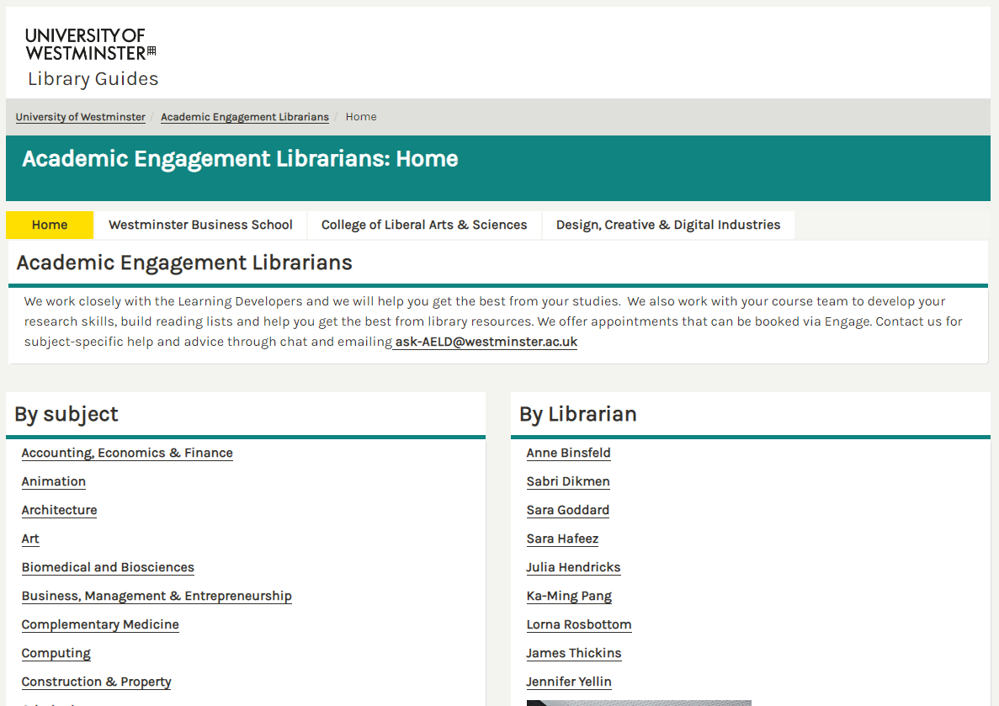 UNIVERSITY OF
WESTMINSTER
Library Guides
University of Westminster / Academic Engagement Librarians / Home
Academic Engagement Librarians: Home
Home
Westminster Business School
College of Liberal Arts & Sciences
Design, Creative & Digital Industries
Academic Engagement Librarians
We work closely with the Learning Developers and we will help you get the best from your studies.  We also work with your course team to develop your
research skills, build reading lists and help you get the best from library resources. We offer appointments that can be booked via Engage. Contact us for
subject-specific help and advice through chat and emailing ask-AELD@westminster.ac.uk
By subject
Accounting, Economics & Finance
Animation
Architecture
Art
Biomedical and Biosciences
Business, Management & Entrepreneurship
Complementary Medicine
Computing
Construction & Property
By Librarian
Anne Binsfeld
Sabri Dikmen
Sara Goddard
Sara Hafeez
Julia Hendricks
Ka-Ming Pang
Lorna Rosbottom
James Thickins
Jennifer Yellin